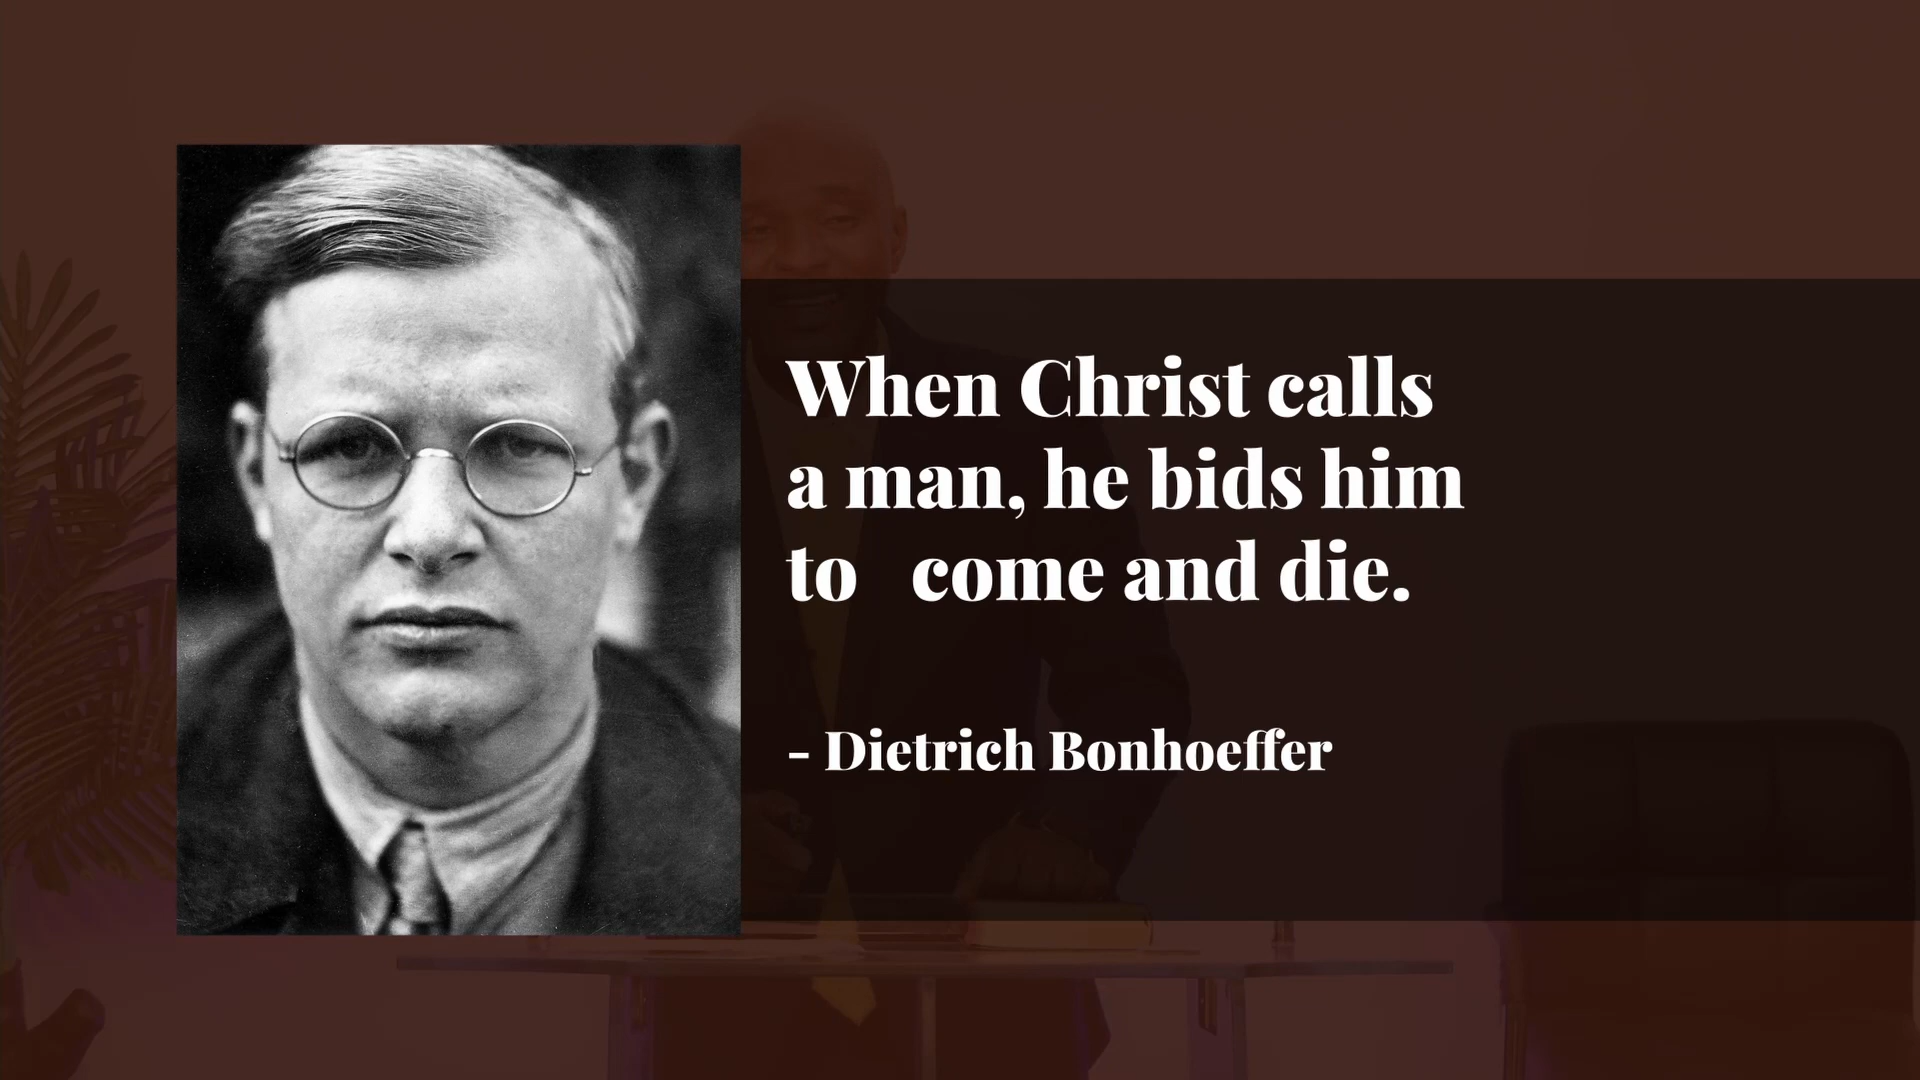 When Christ calls
a man, he bids him
to   come and die.
- Dietrich Bonhoeffer